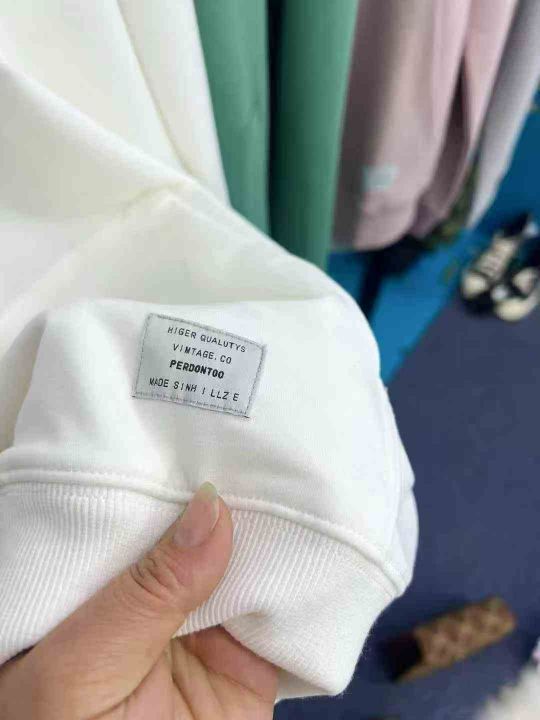 HIGER QUALUTYS
VIMTAGE.CO
PERDONTOO
MADE SINH I LLZ E